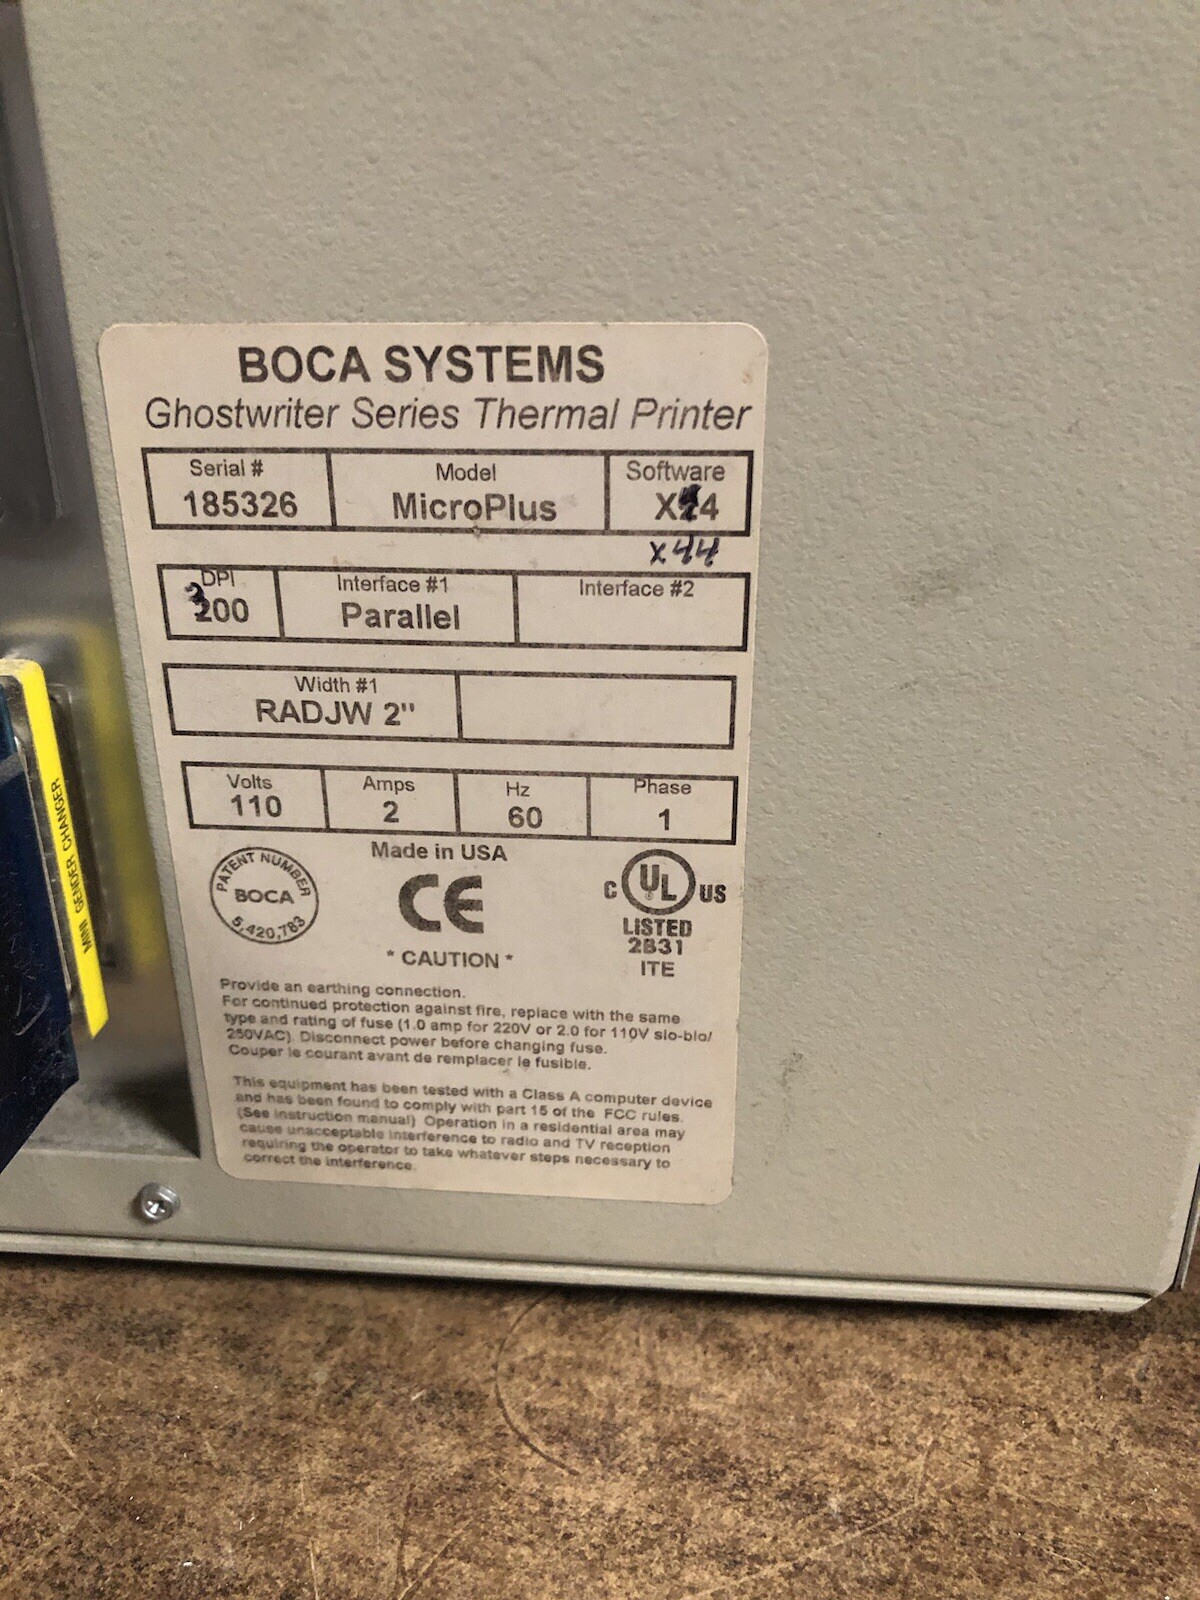 BOCA SYSTEMS
Ghostwriter Series Thermal Printer
Serial # Model Software
185326 MicroPlus X44
X44
DPI Interface #1 Interface #2
300 Parallel
Width #1
RADJW 2"
Volts Amps Hz Phase
110 2 60 1
Made in USA
PATENT NUMBER
BOCA
5,420,783
CE
C UL US
LISTED
2B31
ITE
* CAUTION *
Provide an earthing connection.
For continued protection against fire, replace with the same
type and rating of fuse (1.0 amp for 220V or 2.0 for 110V slo-blo/
250VAC). Disconnect power before changing fuse.
Couper le courant avant de remplacer le fusible.
This equipment has been tested with a Class A computer device
and has been found to comply with part 15 of the FCC rules.
(See instruction manual) Operation in a residential area may
cause unacceptable interference to radio and TV reception
requiring the operator to take whatever steps necessary to
correct the interference.
MINI GENDER CHANGER